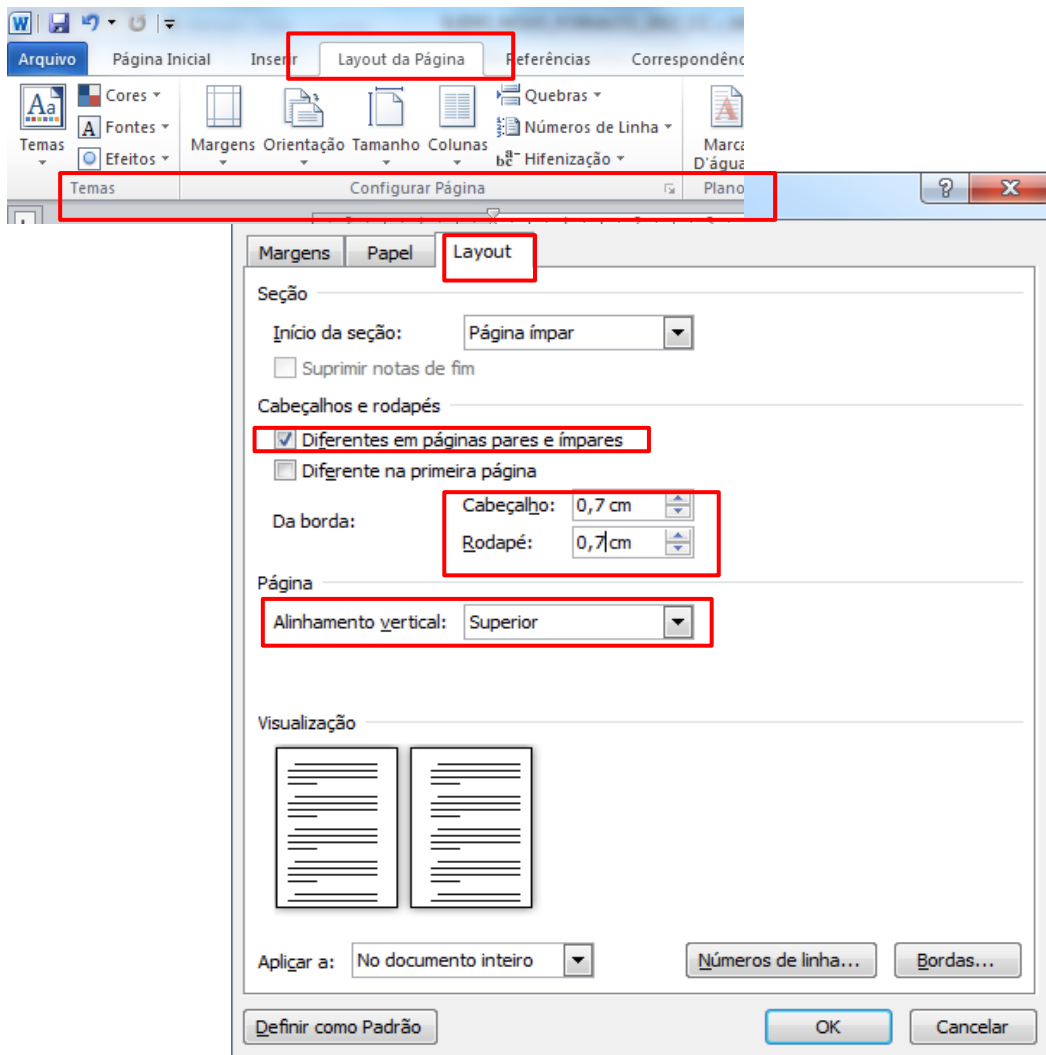 Arquivo Página Inicial Inserir Layout da Página Referências
Cores
Fontes
Efeitos
Temas
Margens Orientação Tamanho Colunas
Quebras
Números de Linha
Hifenização
D'água
Temas Configurar Página Plano
Margens Papel Layout
Seção
Início da seção: Página ímpar
Suprimir notas de fim
Cabeçalhos e rodapés
Diferentes em páginas pares e ímpares
Diferente na primeira página
Da borda:
Cabeçalho: 0,7 cm
Rodapé: 0,7 cm
Página
Alinhamento vertical: Superior
Visualização
Aplicar a: No documento inteiro Números de linha... Bordas...
Definir como Padrão OK Cancelar